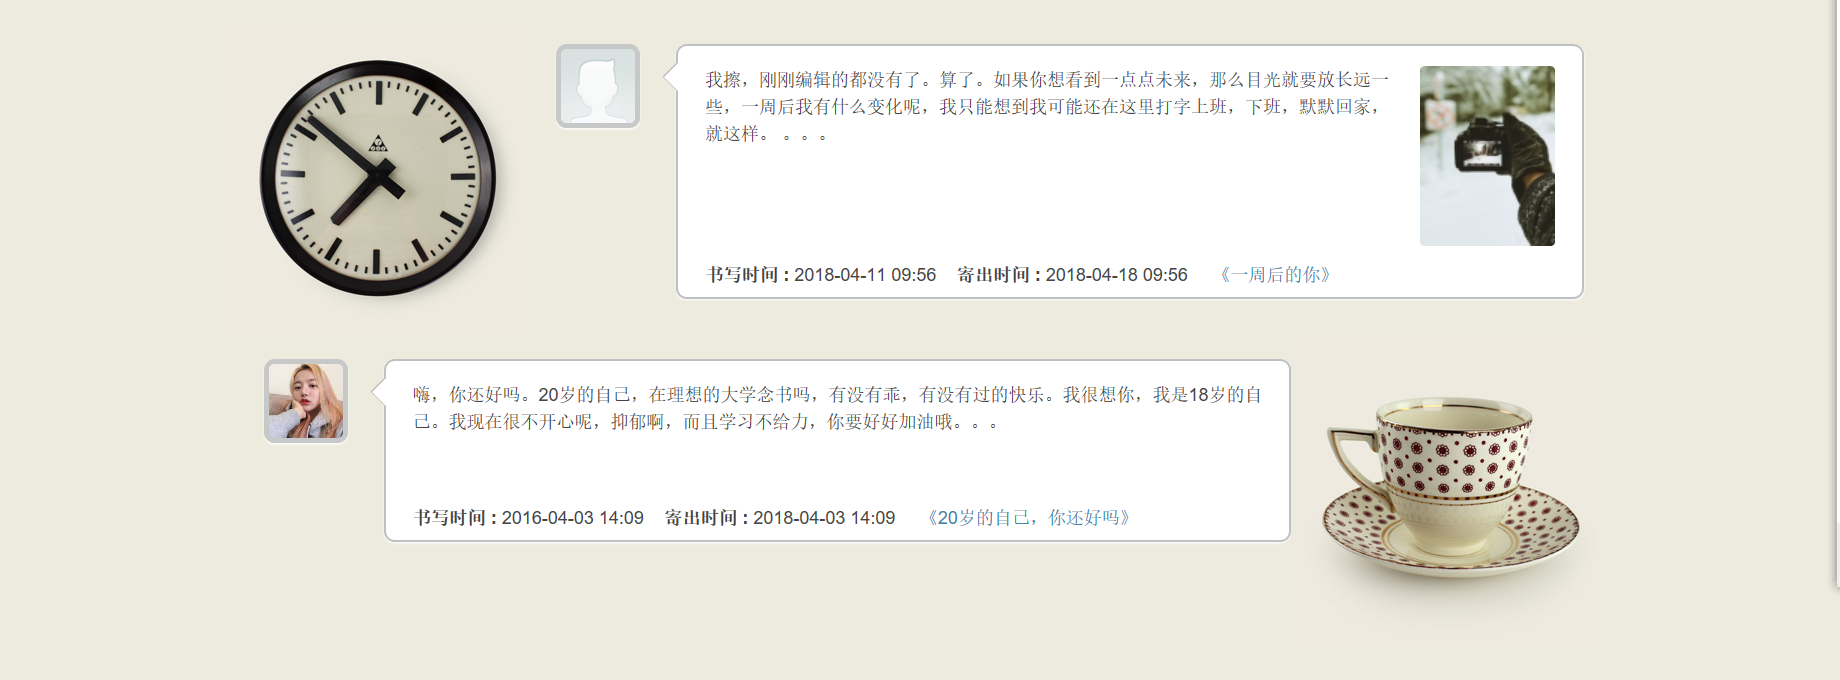 我擦，刚刚编辑的都没有了。算了。如果你想看到一点点未来，那么目光就要放长远一
些，一周后我有什么变化呢，我只能想到我可能还在这里打字上班，下班，默默回家，
就这样。 。。。
书写时间 : 2018-04-11 09:56 寄出时间 : 2018-04-18 09:56 《一周后的你》
嗨，你还好吗。20岁的自己，在理想的大学念书吗，有没有乖，有没有过的快乐。我很想你，我是18岁的自
己。我现在很不开心呢，抑郁啊，而且学习不给力，你要好好加油哦。。。
书写时间 : 2016-04-03 14:09 寄出时间 : 2018-04-03 14:09 《20岁的自己，你还好吗》